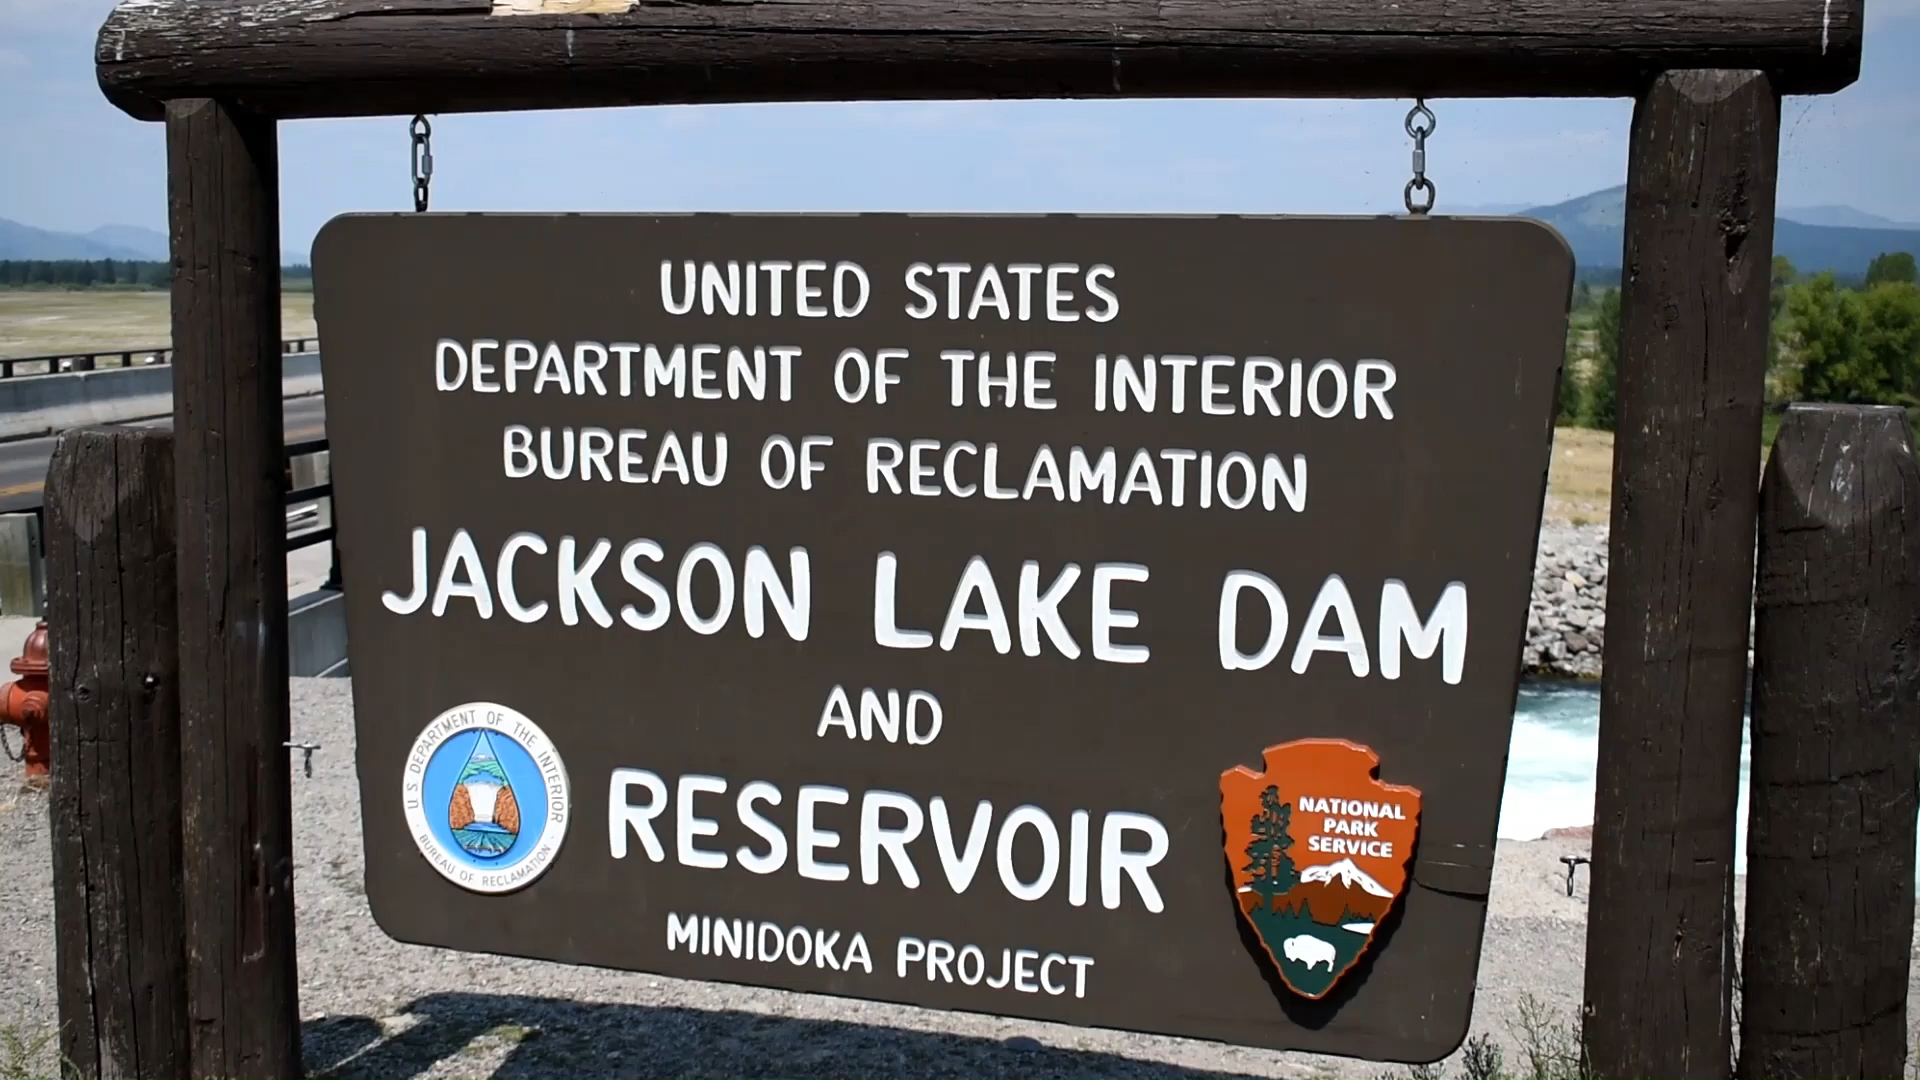 UNITED STATES
DEPARTMENT OF THE INTERIOR
BUREAU OF RECLAMATION
JACKSON LAKE DAM
AND
RESERVOIR
MINIDOKA PROJECT
U.S. DEPARTMENT OF THE INTERIOR
BUREAU OF RECLAMATION
NATIONAL
PARK
SERVICE